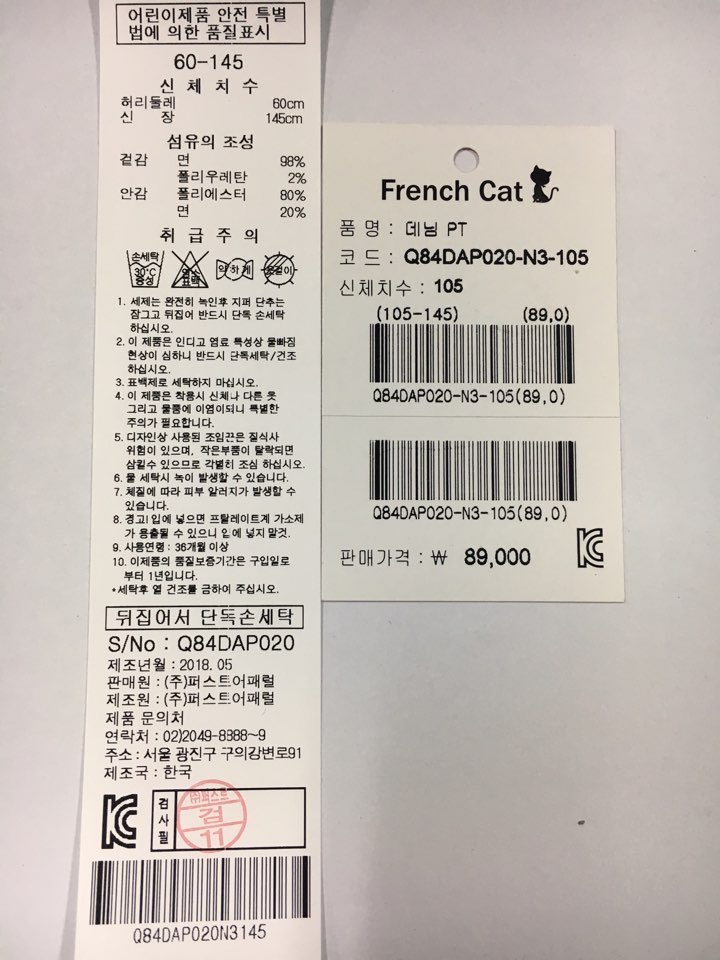 어린이제품 안전 특별
법에 의한 품질표시
60-145
신 체 치 수
허리둘레 60cm
신 장 145cm
섬유의 조성
겉감 면 98%
폴리우레탄 2%
안감 폴리에스터 80%
면 20%
취 급 주 의
손세탁 30°C 중성 염소 표백 약하게 옷걸이
1. 세제는 완전히 녹인후 지퍼 단추는
잠그고 뒤집어 반드시 단독 손세탁
하십시오.
2. 이 제품은 인디고 염료 특성상 물빠짐
현상이 심하니 반드시 단독세탁/건조
하십시오.
3. 표백제로 세탁하지 마십시오.
4. 이 제품은 착용시 신체나 다른 옷
그리고 물품에 이염이되니 특별한
주의가 필요합니다.
5. 디자인상 사용된 조임끈은 질식사
위험이 있으며, 작은부품이 탈락되면
삼킬수 있으므로 각별히 조심 하십시오.
6. 물 세탁시 녹이 발생할 수 있습니다.
7. 체질에 따라 피부 알러지가 발생할 수
있습니다.
8. 경고! 입에 넣으면 프탈레이트계 가소제
가 용출될 수 있으니 입에 넣지 말것.
9. 사용연령 : 36개월 이상
10. 이제품의 품질보증기간은 구입일로
부터 1년입니다.
*세탁후 열 건조를 금하여 주십시오.
뒤집어서 단독손세탁
S/No : Q84DAP020
제조년월 : 2018. 05
판매원 : (주)퍼스트어패럴
제조원 : (주)퍼스트어패럴
제품 문의처
연락처 : 02)2049-8888~9
주소 : 서울 광진구 구의강변로91
제조국 : 한국
검사필
(주)퍼스트
검
11
Q84DAP020N3145
French Cat
품 명 : 데님 PT
코 드 : Q84DAP020-N3-105
신체치수 : 105
(105-145) (89,0)
Q84DAP020-N3-105(89,0)
Q84DAP020-N3-105(89,0)
판매가격 : ₩ 89,000